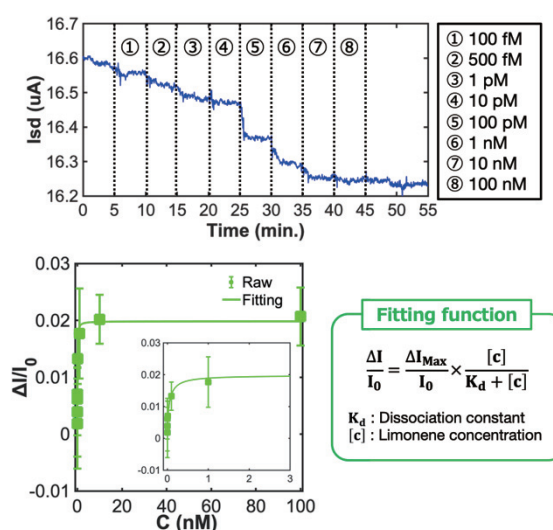 16.7
16.6
16.5
16.4
16.3
16.2
Isd (uA)
① ② ③ ④ ⑤ ⑥ ⑦ ⑧
0 5 10 15 20 25 30 35 40 45 50 55
Time (min.)
① 100 fM
② 500 fM
③ 1 pM
④ 10 pM
⑤ 100 pM
⑥ 1 nM
⑦ 10 nM
⑧ 100 nM
0.03
0.02
0.01
0
-0.01
ΔI/I₀
Raw
Fitting
0.04
0.03
0.02
0.01
0
-0.01
0 1 2 3
0 20 40 60 80 100
C (nM)
Fitting function
ΔI/I₀ = ΔI_Max/I₀ × [c]/(K_d + [c])
K_d : Dissociation constant
[c] : Limonene concentration